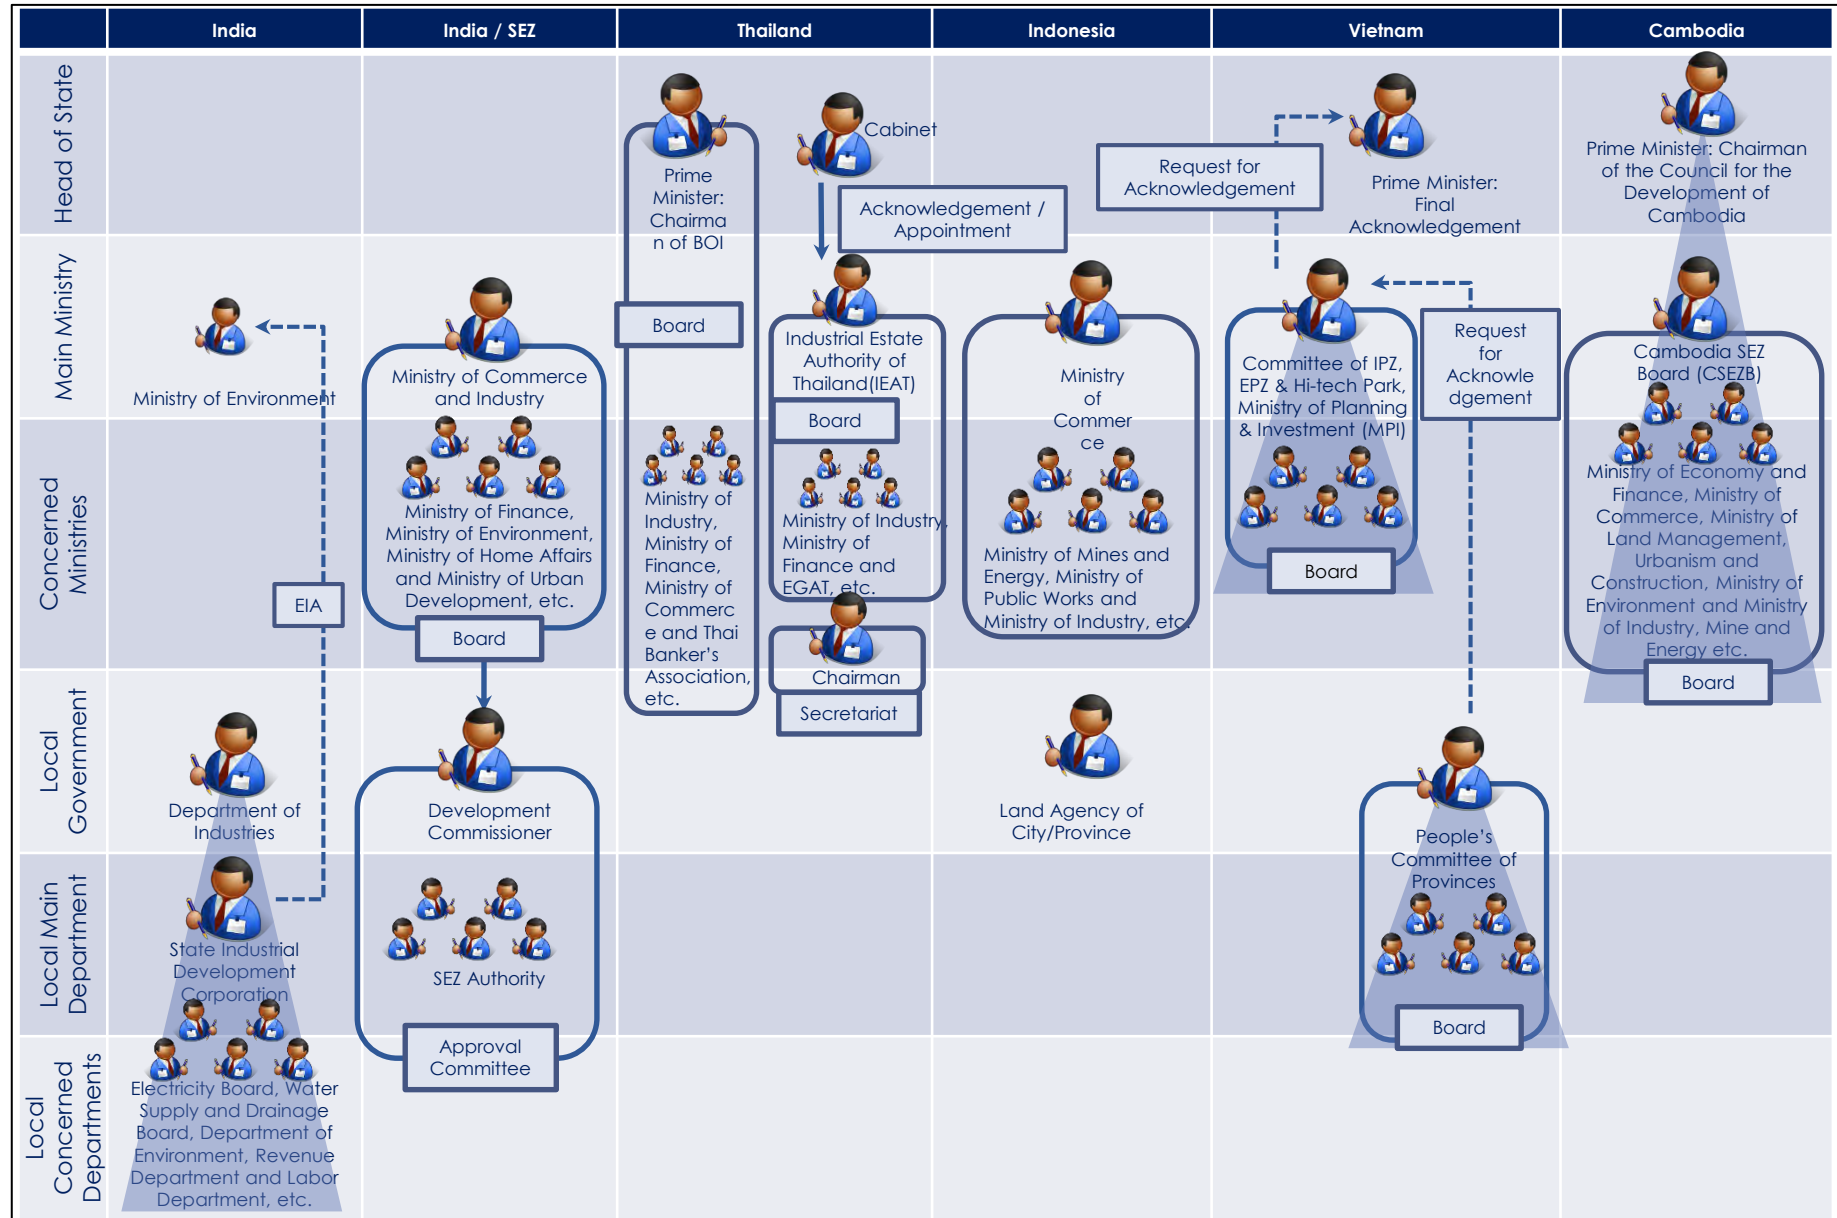 India
India / SEZ
Thailand
Indonesia
Vietnam
Cambodia
Head of State
Prime
Minister:
Chairma
n of BOI
Cabinet
Acknowledgement /
Appointment
Request for
Acknowledgement
Prime Minister:
Final
Acknowledgement
Prime Minister: Chairman
of the Council for the
Development of
Cambodia
Main Ministry
Ministry of Environment
Ministry of Commerce
and Industry
Board
Industrial Estate
Authority of
Thailand(IEAT)
Board
Ministry
of
Commer
ce
Committee of IPZ,
EPZ & Hi-tech Park,
Ministry of Planning
& Investment (MPI)
Request
for
Acknowle
dgement
Cambodia SEZ
Board (CSEZB)
Concerned
Ministries
EIA
Ministry of Finance,
Ministry of Environment,
Ministry of Home Affairs
and Ministry of Urban
Development, etc.
Board
Ministry of
Industry,
Ministry of
Finance,
Ministry of
Commerc
e and Thai
Banker's
Association,
etc.
Ministry of Industry,
Ministry of
Finance and
EGAT, etc.
Chairman
Secretariat
Ministry of Mines and
Energy, Ministry of
Public Works and
Ministry of Industry, etc.
Board
Ministry of Economy and
Finance, Ministry of
Commerce, Ministry of
Land Management,
Urbanism and
Construction, Ministry of
Environment and Ministry
of Industry, Mine and
Energy etc.
Board
Local
Government
Department of
Industries
Development
Commissioner
Land Agency of
City/Province
People's
Committee of
Provinces
Local Main
Department
State Industrial
Development
Corporation
SEZ Authority
Board
Local
Concerned
Departments
Electricity Board, Water
Supply and Drainage
Board, Department of
Environment, Revenue
Department and Labor
Department, etc.
Approval
Committee